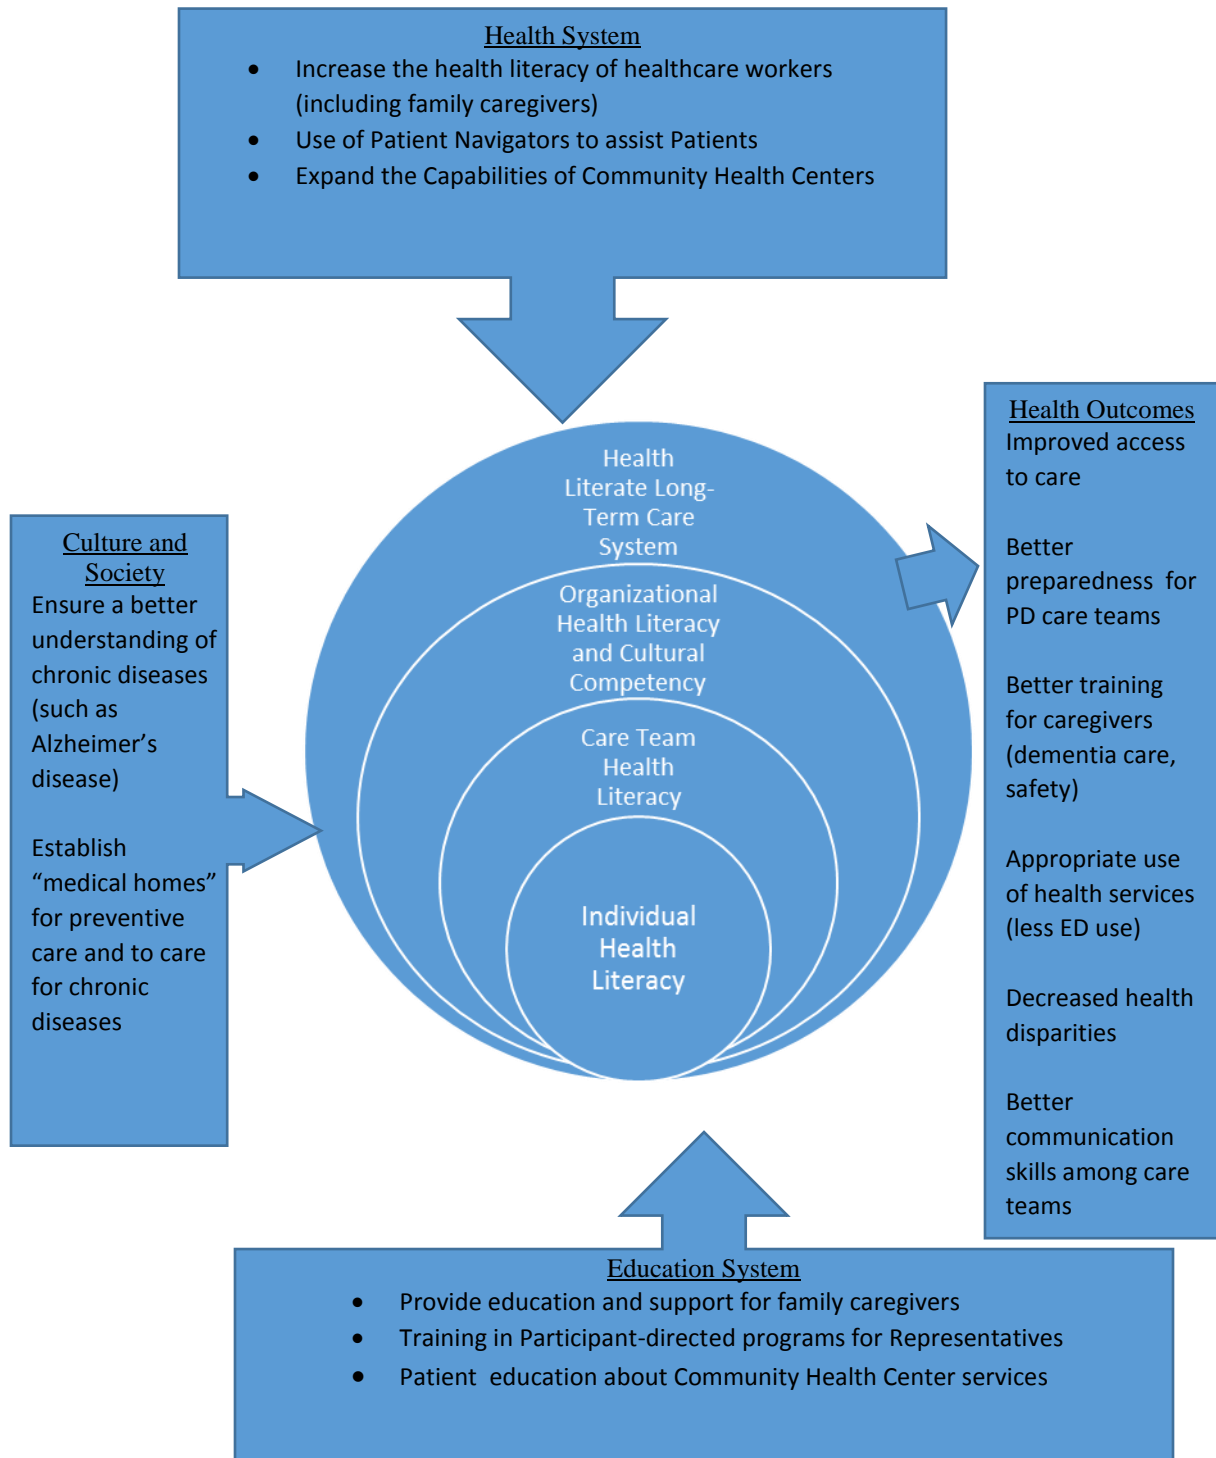 Health System
• Increase the health literacy of healthcare workers
(including family caregivers)
• Use of Patient Navigators to assist Patients
• Expand the Capabilities of Community Health Centers
Culture and
Society
Ensure a better
understanding of
chronic diseases
(such as
Alzheimer’s
disease)
Establish
“medical homes”
for preventive
care and to care
for chronic
diseases
Health
Literate Long-
Term Care
System
Organizational
Health Literacy
and Cultural
Competency
Care Team
Health
Literacy
Individual
Health
Literacy
Health Outcomes
Improved access
to care
Better
preparedness for
PD care teams
Better training
for caregivers
(dementia care,
safety)
Appropriate use
of health services
(less ED use)
Decreased health
disparities
Better
communication
skills among care
teams
Education System
• Provide education and support for family caregivers
• Training in Participant-directed programs for Representatives
• Patient education about Community Health Center services